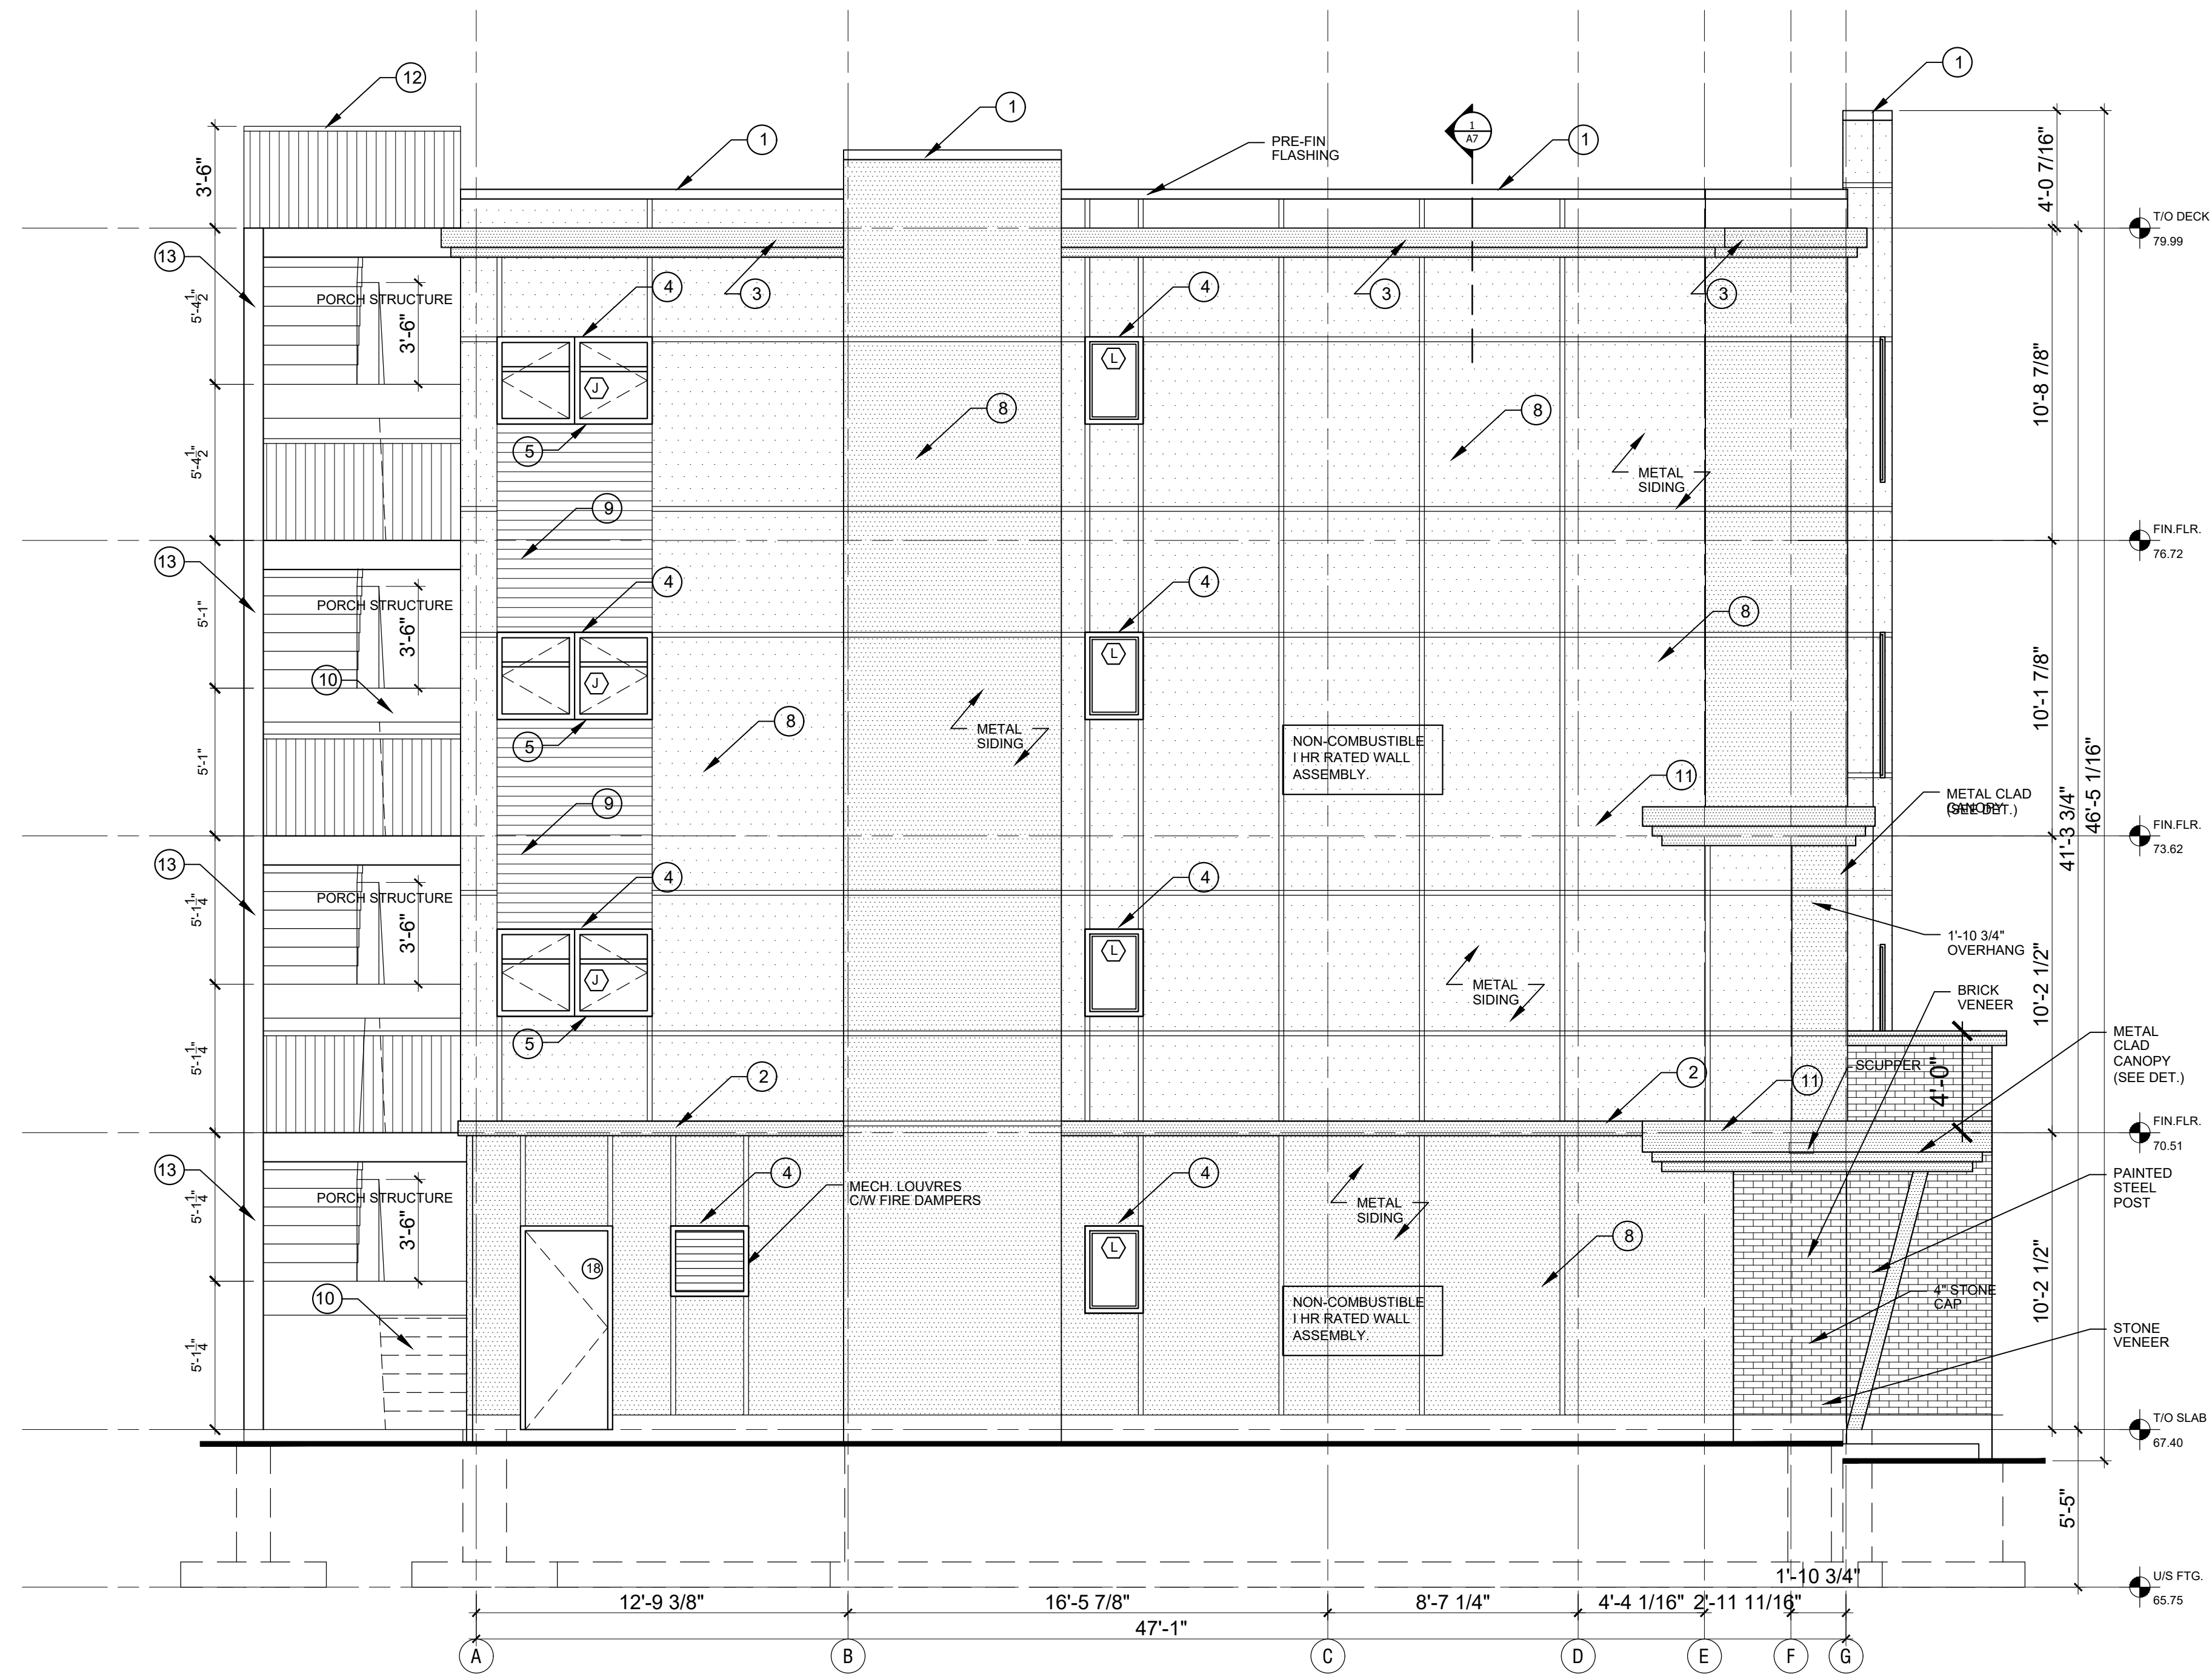 12
1
1
1
1
PRE-FIN
FLASHING
1
A7
3'-6"
4'-0 7/16"
T/O DECK
79.99
13
PORCH STRUCTURE
3'-6"
5'-4 1/2"
4
3
4
3
3
J
L
10'-8 7/8"
5
8
8
5'-4 1/2"
METAL
SIDING
9
FIN.FLR.
76.72
13
PORCH STRUCTURE
3'-6"
5'-1"
4
4
8
J
L
10'-1 7/8"
10
8
METAL
SIDING
5
5'-1"
NON-COMBUSTIBLE
I HR RATED WALL
ASSEMBLY.
46'-5 1/16"
41'-3 3/4"
11
9
METAL CLAD
CANOPY
(SEE DET.)
FIN.FLR.
73.62
13
PORCH STRUCTURE
3'-6"
5'-1 1/4"
4
4
J
L
1'-10 3/4"
OVERHANG
10'-2 1/2"
METAL
SIDING
BRICK
VENEER
5
5'-1 1/4"
METAL
CLAD
CANOPY
(SEE DET.)
2
2
11
SCUPPER
4'-0"
FIN.FLR.
70.51
13
PORCH STRUCTURE
3'-6"
5'-1 1/4"
4
MECH. LOUVRES
C/W FIRE DAMPERS
4
METAL
SIDING
PAINTED
STEEL
POST
8
18
L
10
NON-COMBUSTIBLE
I HR RATED WALL
ASSEMBLY.
4" STONE
CAP
10'-2 1/2"
STONE
VENEER
5'-1 1/4"
T/O SLAB
67.40
5'-5"
U/S FTG.
65.75
1'-10 3/4"
12'-9 3/8"
16'-5 7/8"
8'-7 1/4"
4'-4 1/16"
2'-11 11/16"
47'-1"
A
B
C
D
E
F
G